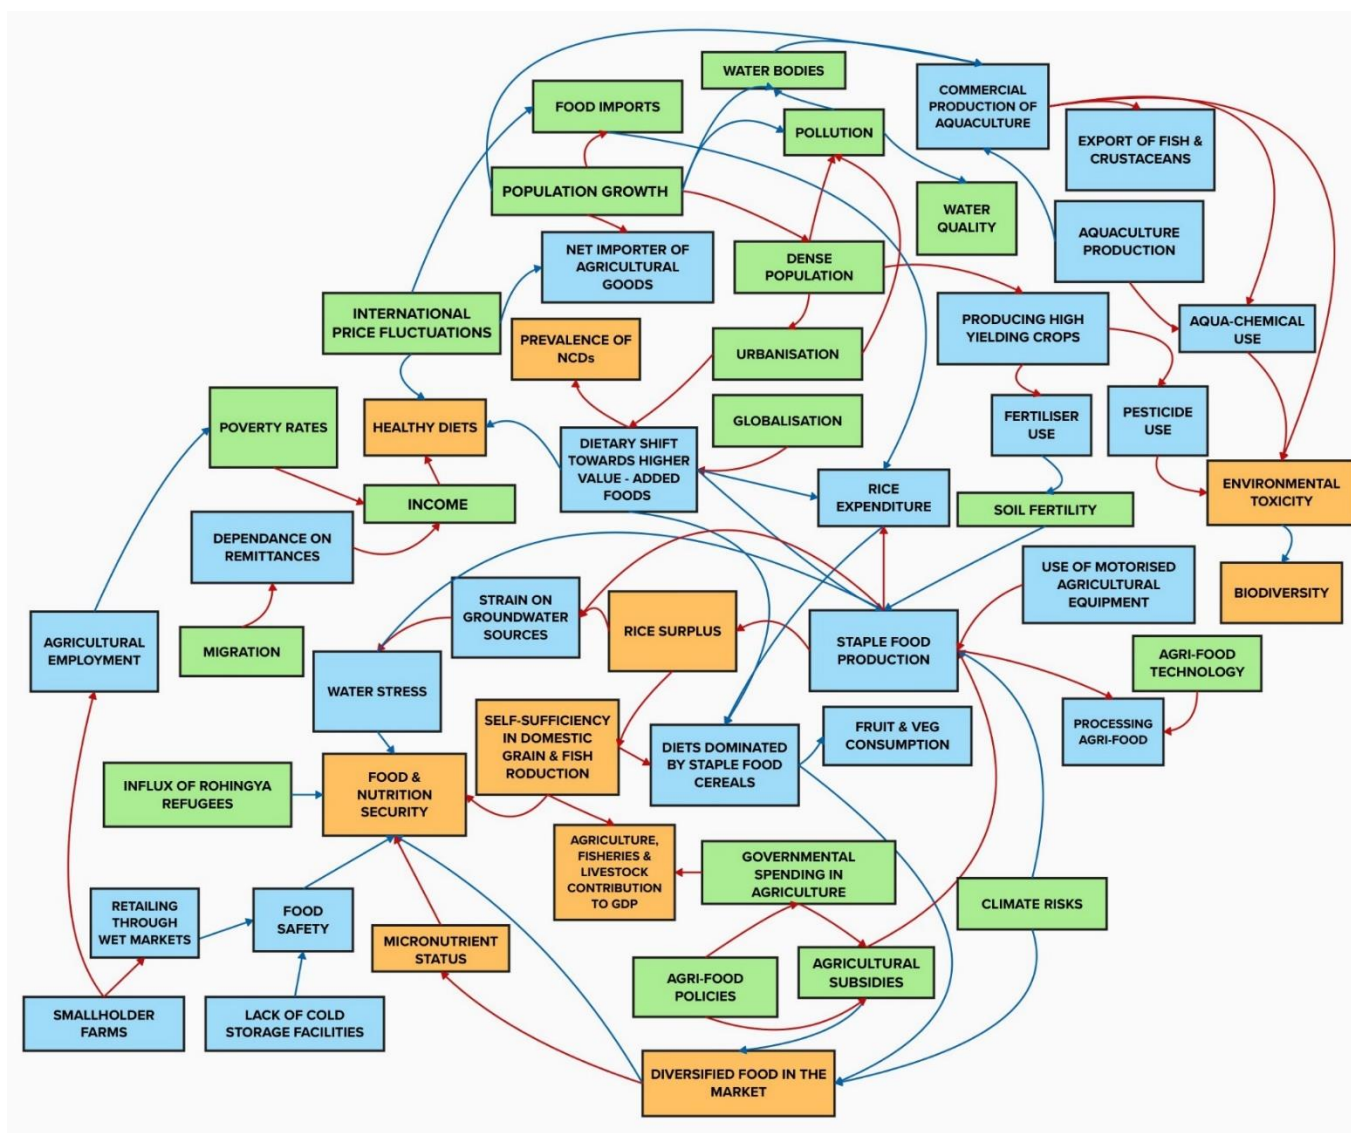 WATER BODIES
COMMERCIAL
PRODUCTION OF
AQUACULTURE
FOOD IMPORTS
POLLUTION
EXPORT OF FISH &
CRUSTACEANS
POPULATION GROWTH
WATER
QUALITY
AQUACULTURE
PRODUCTION
NET IMPORTER OF
AGRICULTURAL
GOODS
DENSE
POPULATION
INTERNATIONAL
PRICE FLUCTUATIONS
PRODUCING HIGH
YIELDING CROPS
AQUA-CHEMICAL
USE
PREVALENCE OF
NCDs
URBANISATION
POVERTY RATES
HEALTHY DIETS
GLOBALISATION
FERTILISER
USE
PESTICIDE
USE
DIETARY SHIFT
TOWARDS HIGHER
VALUE - ADDED
FOODS
RICE
EXPENDITURE
ENVIRONMENTAL
TOXICITY
INCOME
SOIL FERTILITY
DEPENDANCE ON
REMITTANCES
USE OF MOTORISED
AGRICULTURAL
EQUIPMENT
BIODIVERSITY
STRAIN ON
GROUNDWATER
SOURCES
RICE SURPLUS
STAPLE FOOD
PRODUCTION
AGRICULTURAL
EMPLOYMENT
MIGRATION
AGRI-FOOD
TECHNOLOGY
WATER STRESS
SELF-SUFFICIENCY
IN DOMESTIC
GRAIN & FISH
RODUCTION
DIETS DOMINATED
BY STAPLE FOOD
CEREALS
FRUIT & VEG
CONSUMPTION
PROCESSING
AGRI-FOOD
INFLUX OF ROHINGYA
REFUGEES
FOOD &
NUTRITION
SECURITY
AGRICULTURE,
FISHERIES &
LIVESTOCK
CONTRIBUTION
TO GDP
GOVERNMENTAL
SPENDING IN
AGRICULTURE
CLIMATE RISKS
RETAILING
THROUGH
WET MARKETS
FOOD
SAFETY
MICRONUTRIENT
STATUS
AGRI-FOOD
POLICIES
AGRICULTURAL
SUBSIDIES
SMALLHOLDER
FARMS
LACK OF COLD
STORAGE FACILITIES
DIVERSIFIED FOOD IN THE
MARKET